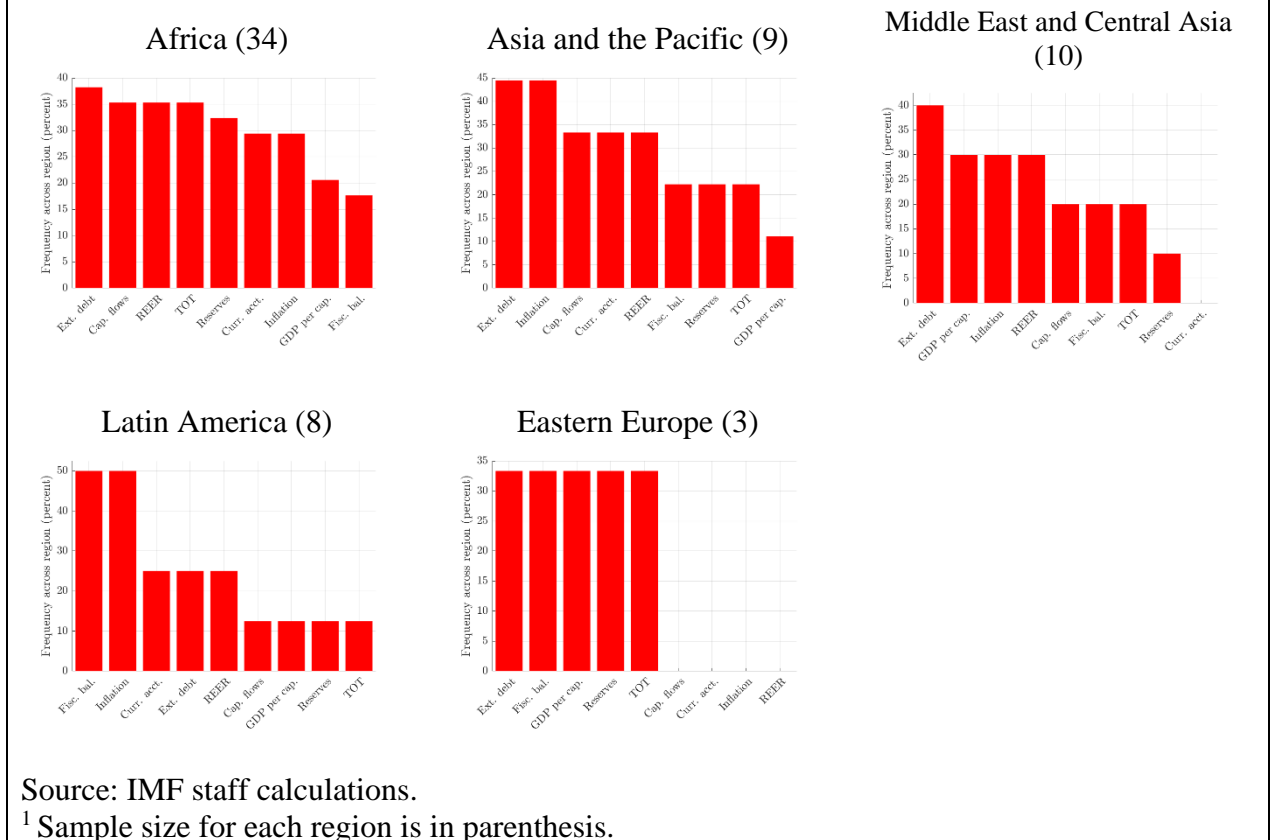 Africa (34)
Frequency across region (percent)
40
35
30
25
20
15
10
5
0
Ext. debt
Cap. flows
REER
TOT
Reserves
Curr. acct.
Inflation
GDP per cap.
Fisc. bal.
Asia and the Pacific (9)
Frequency across region (percent)
45
40
35
30
25
20
15
10
5
0
Ext. debt
Inflation
Cap. flows
Curr. acct.
REER
Fisc. bal.
Reserves
TOT
GDP per cap.
Middle East and Central Asia
(10)
Frequency across region (percent)
40
30
20
10
0
Ext. debt
GDP per cap.
Inflation
REER
Cap. flows
Fisc. bal.
TOT
Reserves
Curr. acct.
Latin America (8)
Frequency across region (percent)
50
40
30
20
10
0
Fisc. bal.
Inflation
Curr. acct.
Ext. debt
REER
Cap. flows
GDP per cap.
Reserves
TOT
Eastern Europe (3)
Frequency across region (percent)
35
30
25
20
15
10
5
0
Ext. debt
Fisc. bal.
GDP per cap.
Reserves
TOT
Cap. flows
Curr. acct.
Inflation
REER
Source: IMF staff calculations.
1 Sample size for each region is in parenthesis.